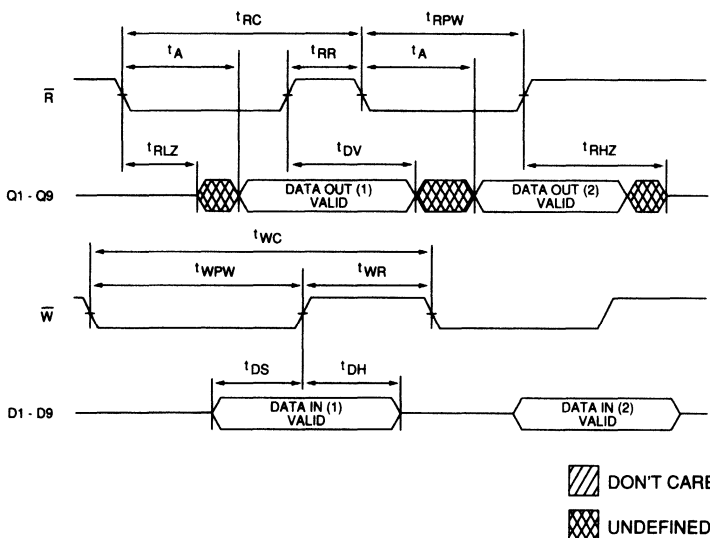 tRC tRPW
tA tRR tA
R̅
tRLZ tDV tRHZ
Q1 - Q9 DATA OUT (1) VALID DATA OUT (2) VALID
tWC
tWPW tWR
W̅
tDS tDH
D1 - D9 DATA IN (1) VALID DATA IN (2) VALID
DON'T CARE
UNDEFINED